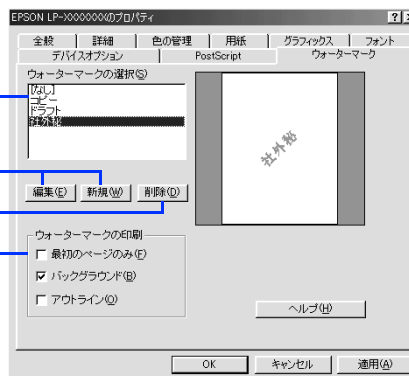 EPSON LP-XXXXXXXのプロパティ
全般 詳細 色の管理 用紙 グラフィックス フォント
デバイスオプション PostScript ウォーターマーク
ウォーターマークの選択(S)
[なし]
コピー
ドラフト
社外秘
社外秘
編集(E) 新規(W) 削除(D)
ウォーターマークの印刷
最初のページのみ(F)
バックグラウンド(B)
アウトライン(O)
ヘルプ(H)
OK キャンセル 適用(A)